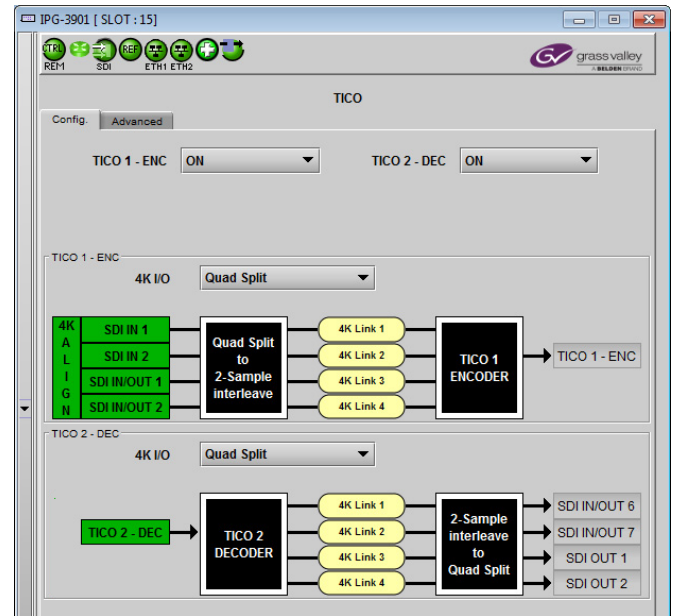 IPG-3901 [ SLOT : 15]
CTRL REF
REM SDI ETH1 ETH2
GV grass valley
A BELDEN BRAND
TICO
Config. Advanced
TICO 1 - ENC ON TICO 2 - DEC ON
TICO 1 - ENC
4K I/O Quad Split
4K
A
L
I
G
N
SDI IN 1
SDI IN 2
SDI IN/OUT 1
SDI IN/OUT 2
Quad Split
to
2-Sample
interleave
4K Link 1
4K Link 2
4K Link 3
4K Link 4
TICO 1
ENCODER
TICO 1 - ENC
TICO 2 - DEC
4K I/O Quad Split
TICO 2 - DEC
TICO 2
DECODER
4K Link 1
4K Link 2
4K Link 3
4K Link 4
2-Sample
interleave
to
Quad Split
SDI IN/OUT 6
SDI IN/OUT 7
SDI OUT 1
SDI OUT 2